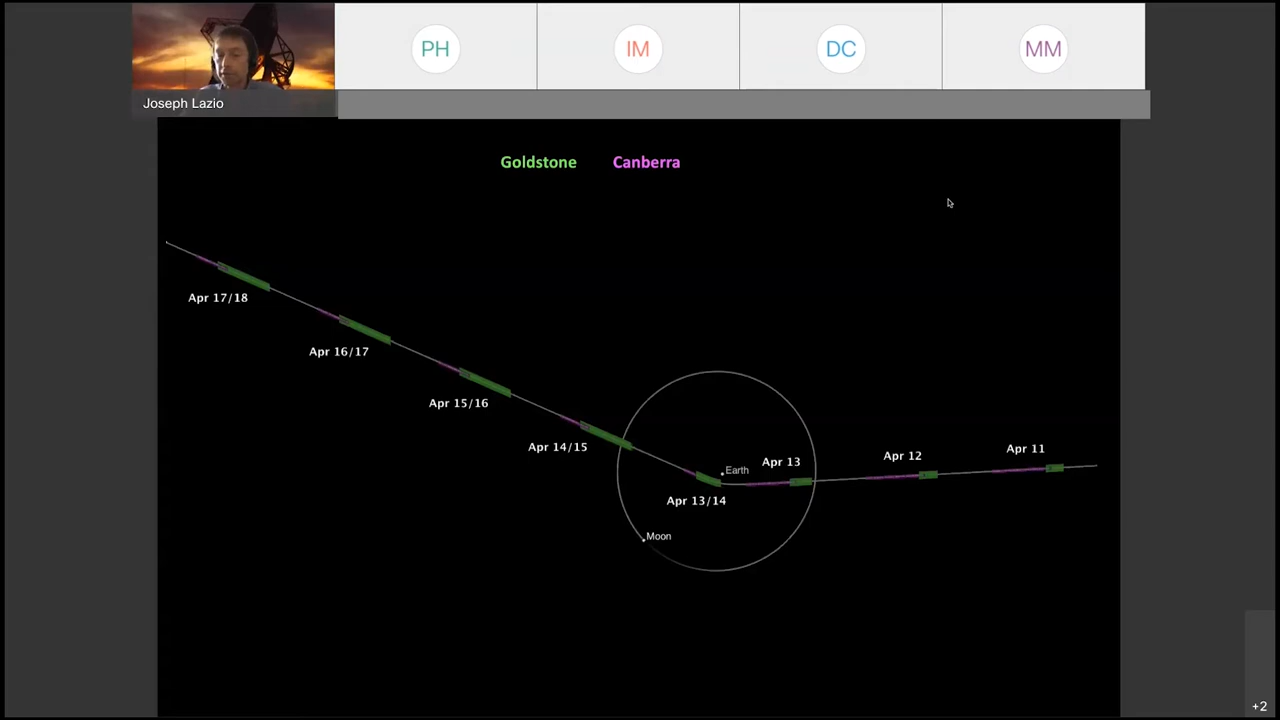 PH
IM
DC
MM
Joseph Lazio
Goldstone Canberra
Apr 17/18
Apr 16/17
Apr 15/16
Apr 14/15
Apr 13/14
Earth
Moon
Apr 13
Apr 12
Apr 11
+2